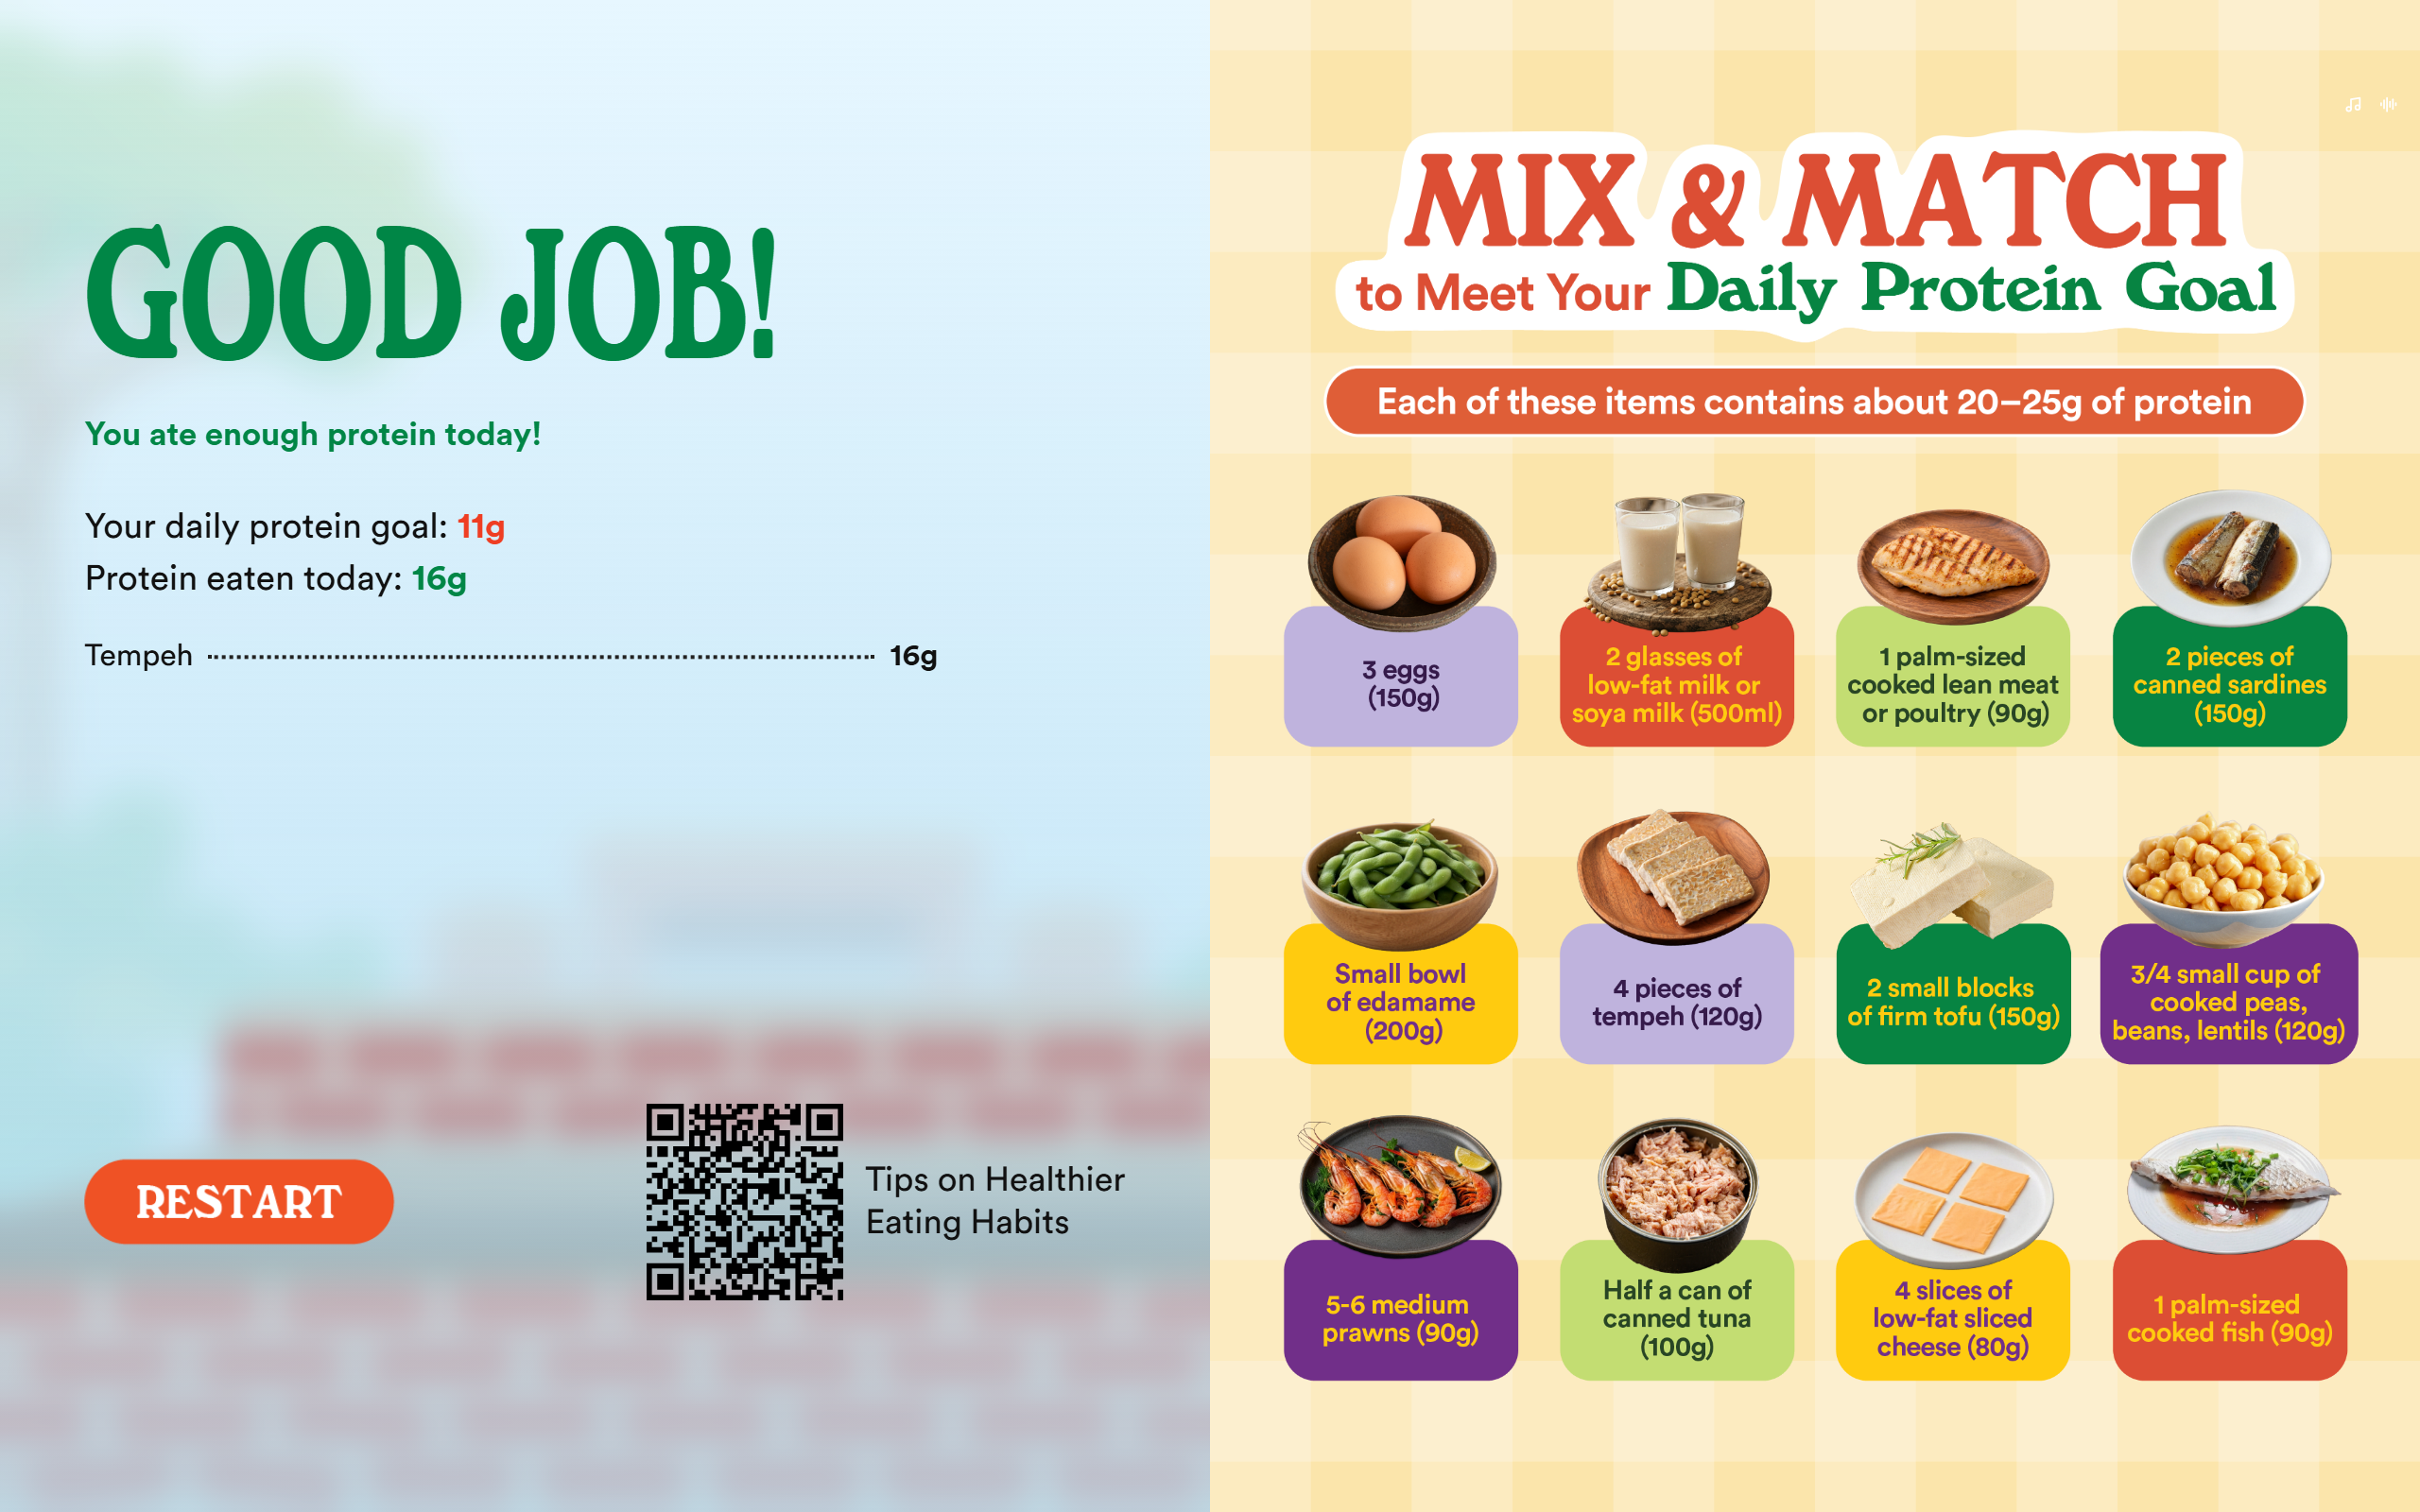 GOOD JOB!
You ate enough protein today!
Your daily protein goal: 11g
Protein eaten today: 16g
Tempeh 16g
RESTART
Tips on Healthier
Eating Habits
MIX & MATCH
to Meet Your Daily Protein Goal
Each of these items contains about 20–25g of protein
3 eggs
(150g)
2 glasses of
low-fat milk or
soya milk (500ml)
1 palm-sized
cooked lean meat
or poultry (90g)
2 pieces of
canned sardines
(150g)
Small bowl
of edamame
(200g)
4 pieces of
tempeh (120g)
2 small blocks
of firm tofu (150g)
3/4 small cup of
cooked peas,
beans, lentils (120g)
5-6 medium
prawns (90g)
Half a can of
canned tuna
(100g)
4 slices of
low-fat sliced
cheese (80g)
1 palm-sized
cooked fish (90g)